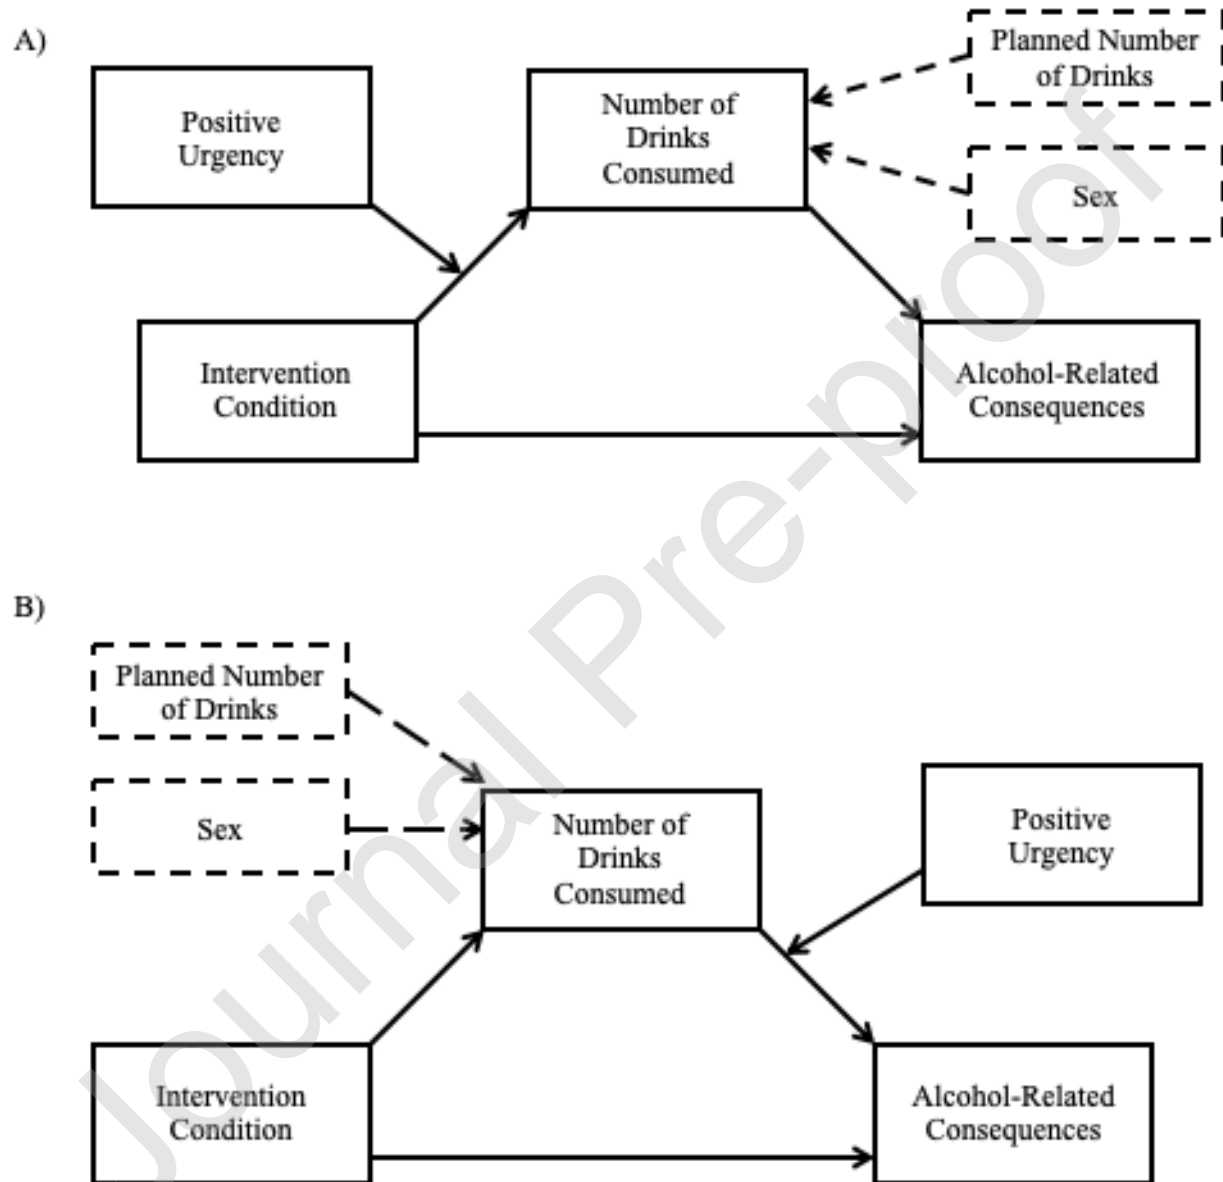 A)
Planned Number
of Drinks
Positive
Urgency
Number of
Drinks
Consumed
Sex
Intervention
Condition
Alcohol-Related
Consequences
B)
Planned Number
of Drinks
Sex
Number of
Drinks
Consumed
Positive
Urgency
Intervention
Condition
Alcohol-Related
Consequences
Journal Pre-proof